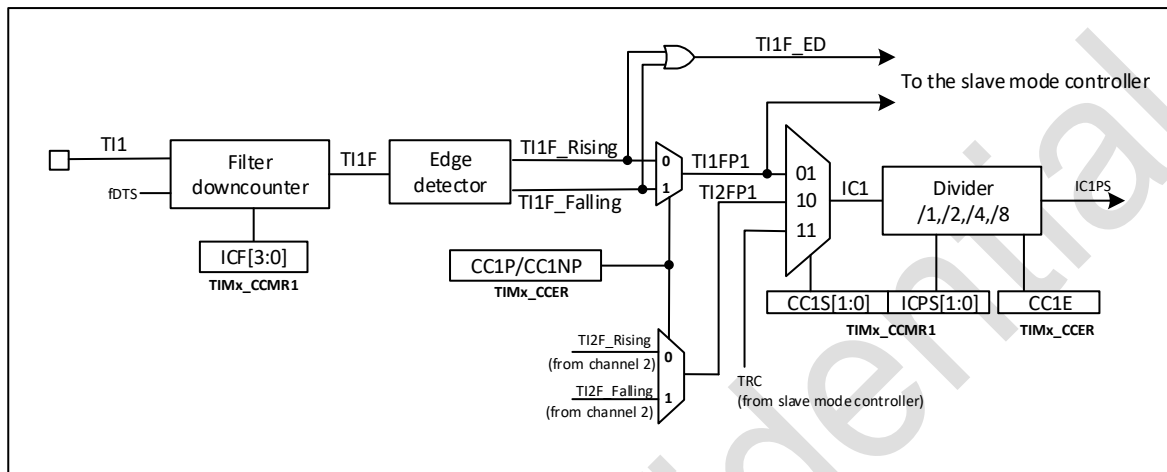 TI1F_ED
To the slave mode controller
TI1
fDTS
Filter
downcounter
TI1F
Edge
detector
TI1F_Rising
TI1F_Falling
0
1
TI1FP1
TI2FP1
01
10
11
IC1
Divider
/1,/2,/4,/8
IC1PS
ICF[3:0]
TIMx_CCMR1
CC1P/CC1NP
TIMx_CCER
CC1S[1:0]
ICPS[1:0]
TIMx_CCMR1
CC1E
TIMx_CCER
TI2F_Rising
(from channel 2)
TI2F_Falling
(from channel 2)
0
1
TRC
(from slave mode controller)
idential